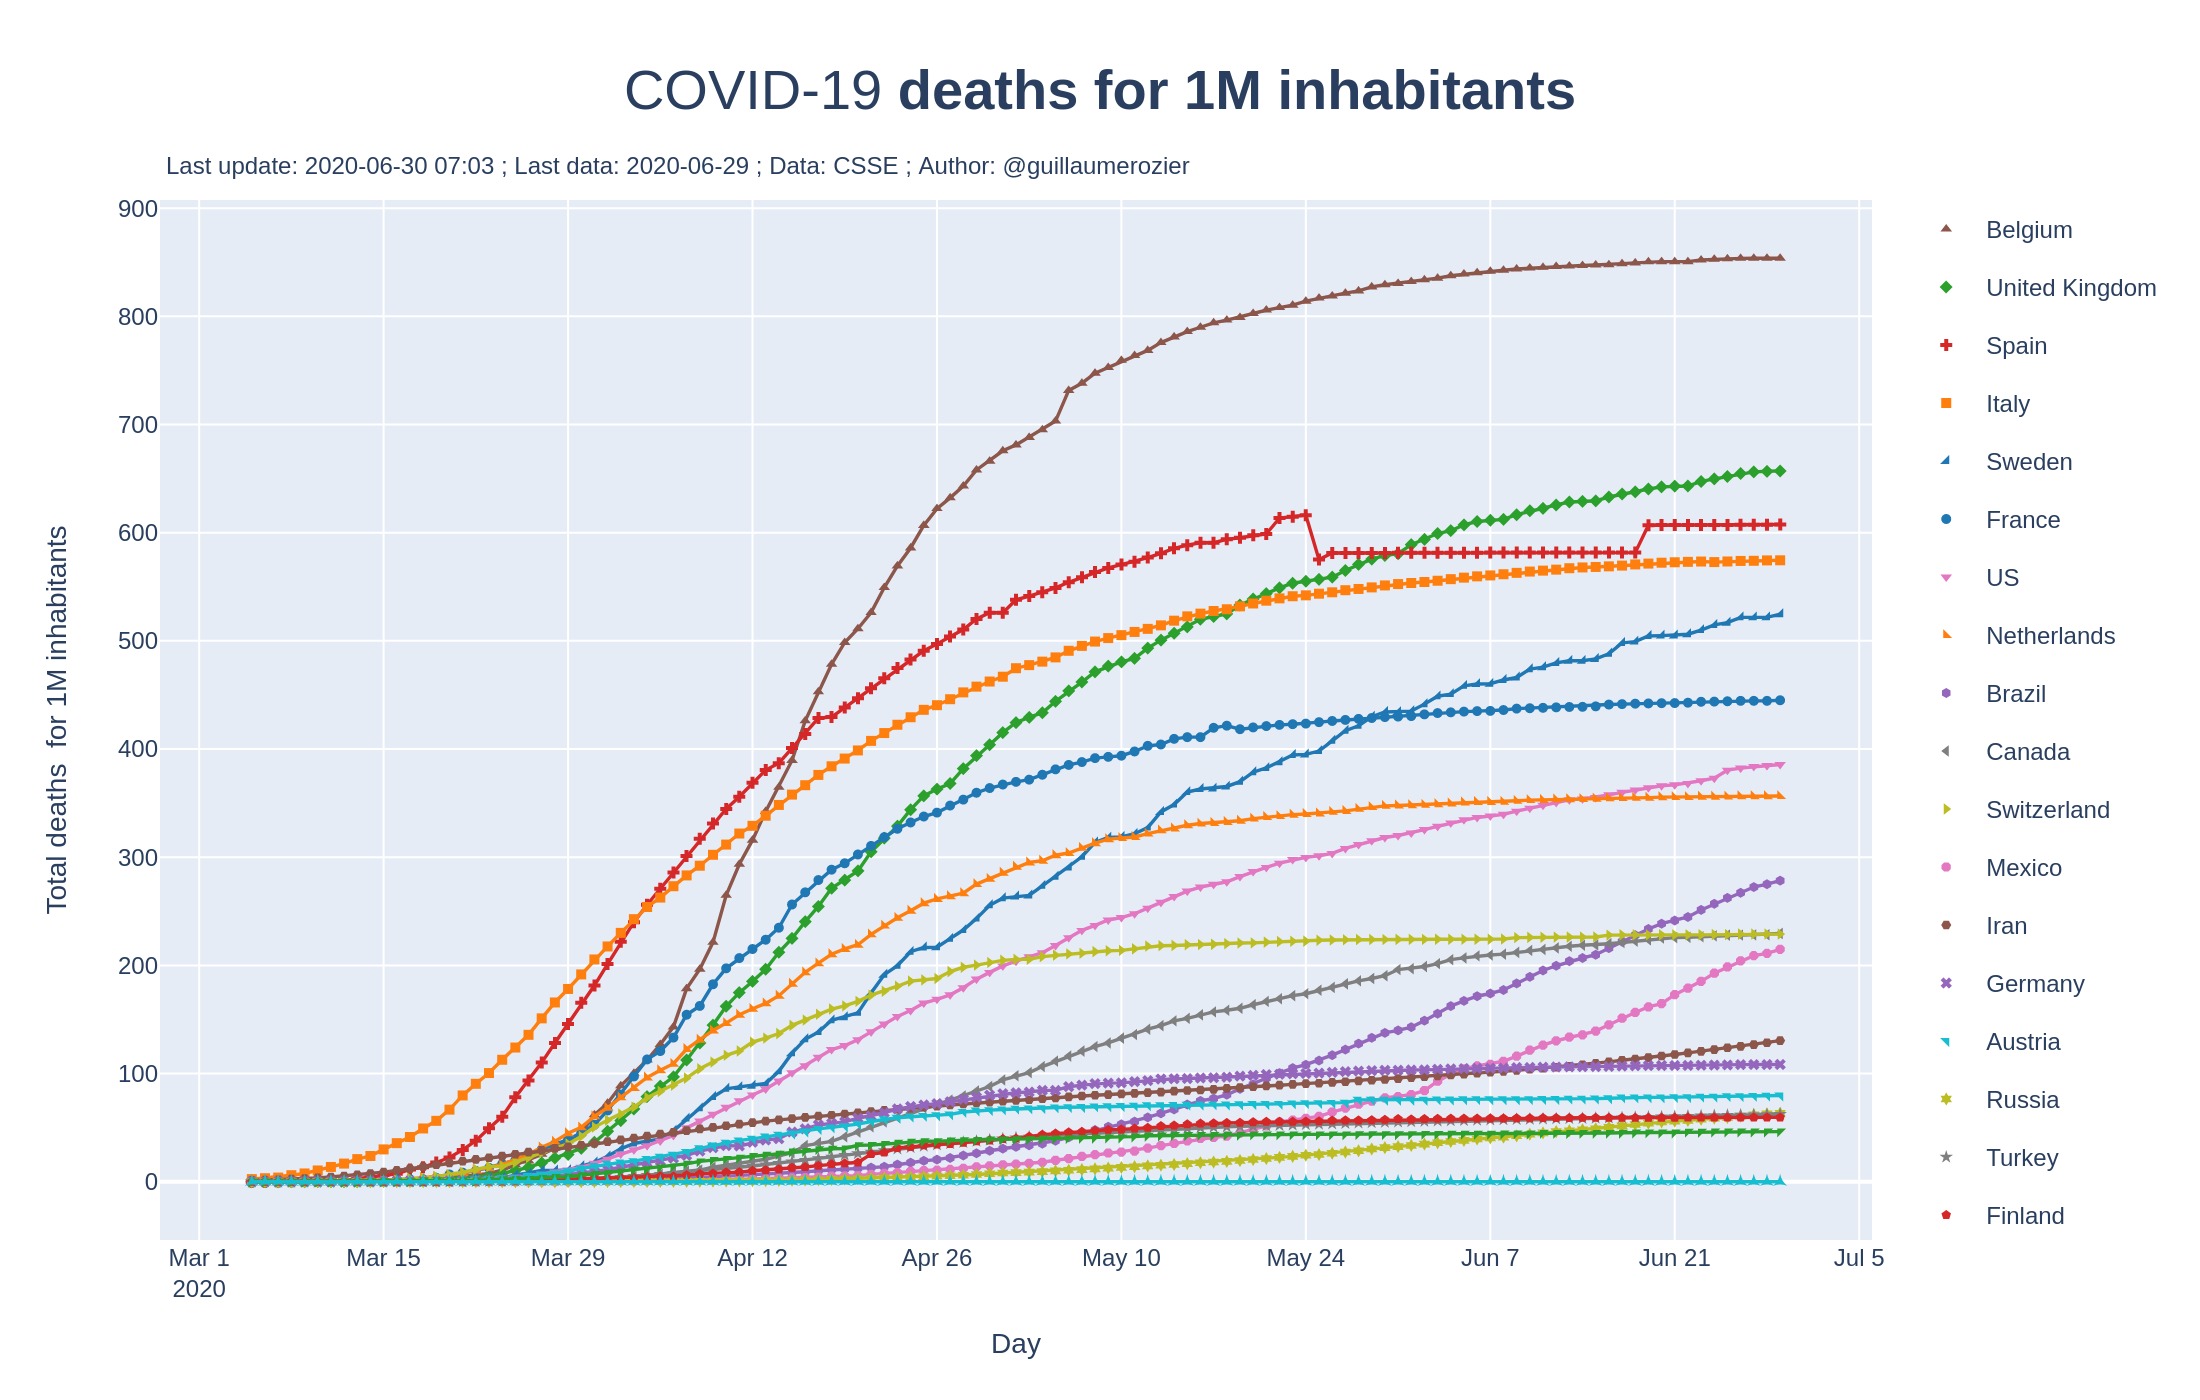 COVID-19 deaths for 1M inhabitants
Last update: 2020-06-30 07:03 ; Last data: 2020-06-29 ; Data: CSSE ; Author: @guillaumerozier
Total deaths for 1M inhabitants
900
800
700
600
500
400
300
200
100
0
Mar 1
2020
Mar 15
Mar 29
Apr 12
Apr 26
May 10
May 24
Jun 7
Jun 21
Jul 5
Day
Belgium
United Kingdom
Spain
Italy
Sweden
France
US
Netherlands
Brazil
Canada
Switzerland
Mexico
Iran
Germany
Austria
Russia
Turkey
Finland